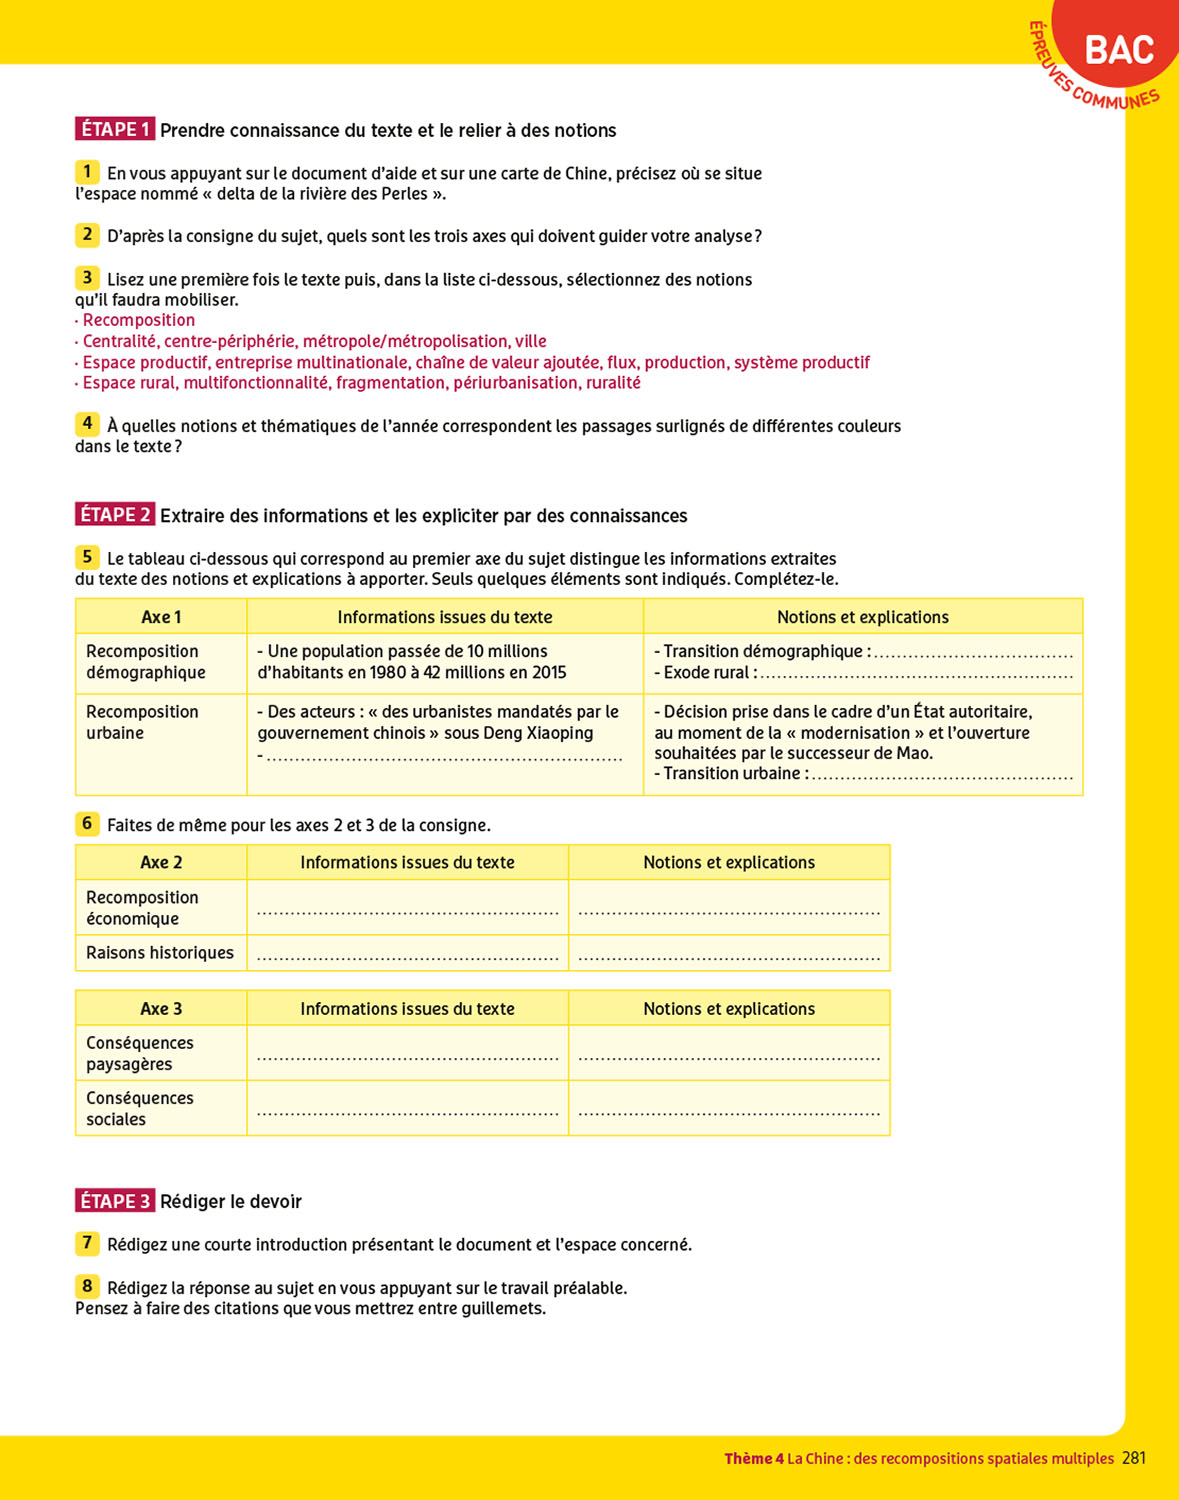 ÉPREUVES COMMUNES
BAC
ÉTAPE 1 Prendre connaissance du texte et le relier à des notions
1 En vous appuyant sur le document d'aide et sur une carte de Chine, précisez où se situe
l'espace nommé « delta de la rivière des Perles ».
2 D'après la consigne du sujet, quels sont les trois axes qui doivent guider votre analyse ?
3 Lisez une première fois le texte puis, dans la liste ci-dessous, sélectionnez des notions
qu'il faudra mobiliser.
· Recomposition
· Centralité, centre-périphérie, métropole/métropolisation, ville
· Espace productif, entreprise multinationale, chaîne de valeur ajoutée, flux, production, système productif
· Espace rural, multifonctionnalité, fragmentation, périurbanisation, ruralité
4 À quelles notions et thématiques de l'année correspondent les passages surlignés de différentes couleurs
dans le texte ?
ÉTAPE 2 Extraire des informations et les expliciter par des connaissances
5 Le tableau ci-dessous qui correspond au premier axe du sujet distingue les informations extraites
du texte des notions et explications à apporter. Seuls quelques éléments sont indiqués. Complétez-le.
Axe 1
Informations issues du texte
Notions et explications
Recomposition
démographique
- Une population passée de 10 millions
d'habitants en 1980 à 42 millions en 2015
- Transition démographique : ....................................
- Exode rural : ........................................................
Recomposition
urbaine
- Des acteurs : « des urbanistes mandatés par le
gouvernement chinois » sous Deng Xiaoping
- ................................................................
- Décision prise dans le cadre d'un État autoritaire,
au moment de la « modernisation » et l'ouverture
souhaitées par le successeur de Mao.
- Transition urbaine : ...............................................
6 Faites de même pour les axes 2 et 3 de la consigne.
Axe 2
Informations issues du texte
Notions et explications
Recomposition
économique
......................................................
......................................................
Raisons historiques
......................................................
......................................................
Axe 3
Informations issues du texte
Notions et explications
Conséquences
paysagères
......................................................
......................................................
Conséquences
sociales
......................................................
......................................................
ÉTAPE 3 Rédiger le devoir
7 Rédigez une courte introduction présentant le document et l'espace concerné.
8 Rédigez la réponse au sujet en vous appuyant sur le travail préalable.
Pensez à faire des citations que vous mettrez entre guillemets.
Thème 4 La Chine : des recompositions spatiales multiples 281